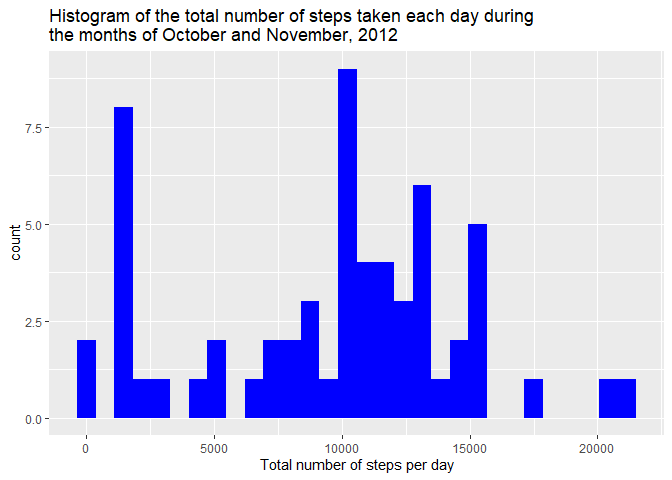 Histogram of the total number of steps taken each day during
the months of October and November, 2012
7.5
5.0
2.5
0.0
count
0 5000 10000 15000 20000
Total number of steps per day